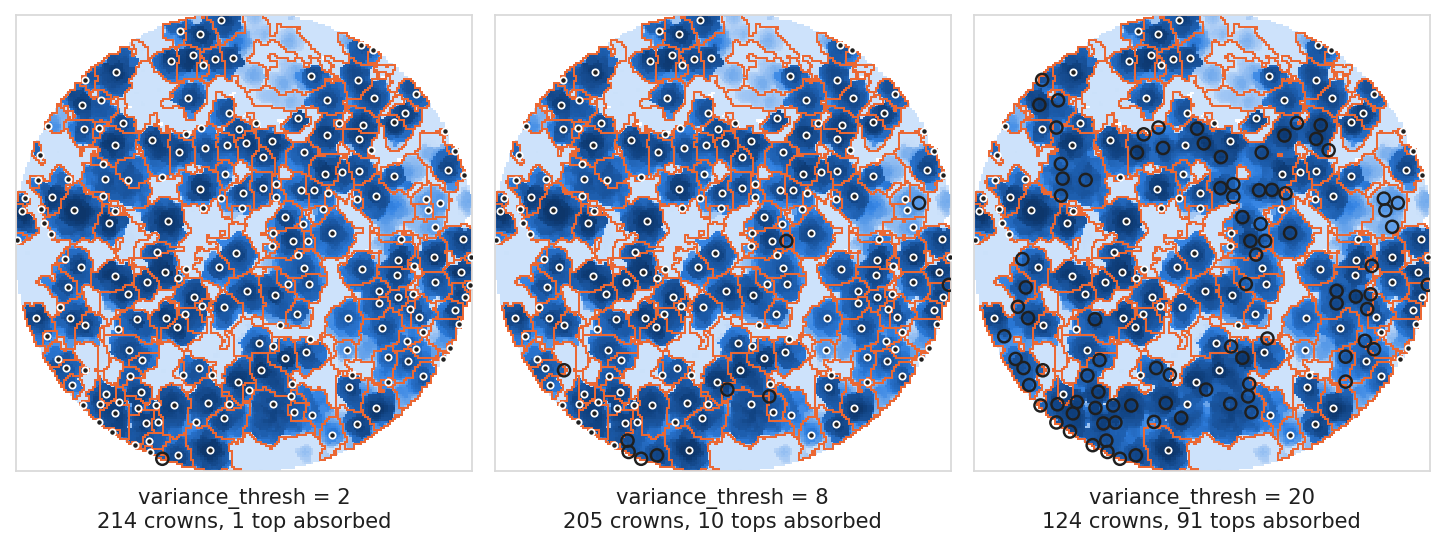 variance_thresh = 2
214 crowns, 1 top absorbed
variance_thresh = 8
205 crowns, 10 tops absorbed
variance_thresh = 20
124 crowns, 91 tops absorbed